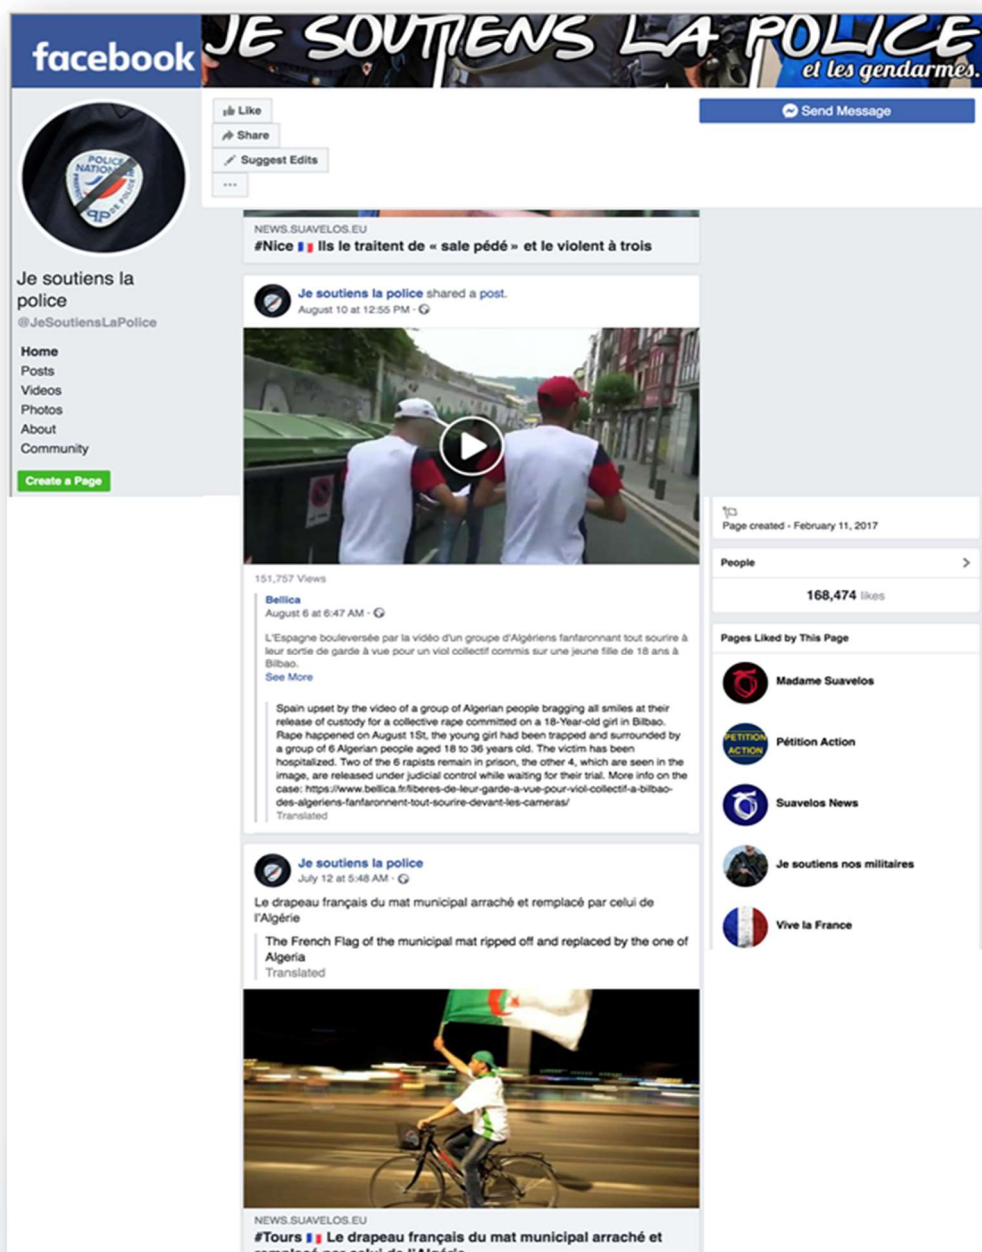 facebook
JE SOUTIENS LA POLICE
et les gendarmes.
Like
Share
Suggest Edits
Send Message
POLICE
NATIONALE
Je soutiens la
police
@JeSoutiensLaPolice
Home
Posts
Videos
Photos
About
Community
Create a Page
NEWS.SUAVELOS.EU
#Nice 🇫🇷 Ils le traitent de « sale pédé » et le violent à trois
Je soutiens la police shared a post.
August 10 at 12:55 PM ·
151,757 Views
Bellica
August 6 at 6:47 AM ·
L'Espagne bouleversée par la vidéo d'un groupe d'Algériens fanfaronnant tout sourire à
leur sortie de garde à vue pour un viol collectif commis sur une jeune fille de 18 ans à
Bilbao.
See More
Spain upset by the video of a group of Algerian people bragging all smiles at their
release of custody for a collective rape committed on a 18-Year-old girl in Bilbao.
Rape happened on August 1St, the young girl had been trapped and surrounded by
a group of 6 Algerian people aged 18 to 36 years old. The victim has been
hospitalized. Two of the 6 rapists remain in prison, the other 4, which are seen in the
image, are released under judicial control while waiting for their trial. More info on the
case: https://www.bellica.fr/liberes-de-leur-garde-a-vue-pour-viol-collectif-a-bilbao-
des-algeriens-fanfaronnent-tout-sourire-devant-les-cameras/
Translated
Je soutiens la police
July 12 at 5:48 AM ·
Le drapeau français du mat municipal arraché et remplacé par celui de
l'Algérie
The French Flag of the municipal mat ripped off and replaced by the one of
Algeria
Translated
NEWS.SUAVELOS.EU
#Tours 🇫🇷 Le drapeau français du mat municipal arraché et
remplacé par celui de l'Algérie
Page created - February 11, 2017
People
168,474 likes
Pages Liked by This Page
Madame Suavelos
PETITION
ACTION
Pétition Action
Suavelos News
Je soutiens nos militaires
Vive la France